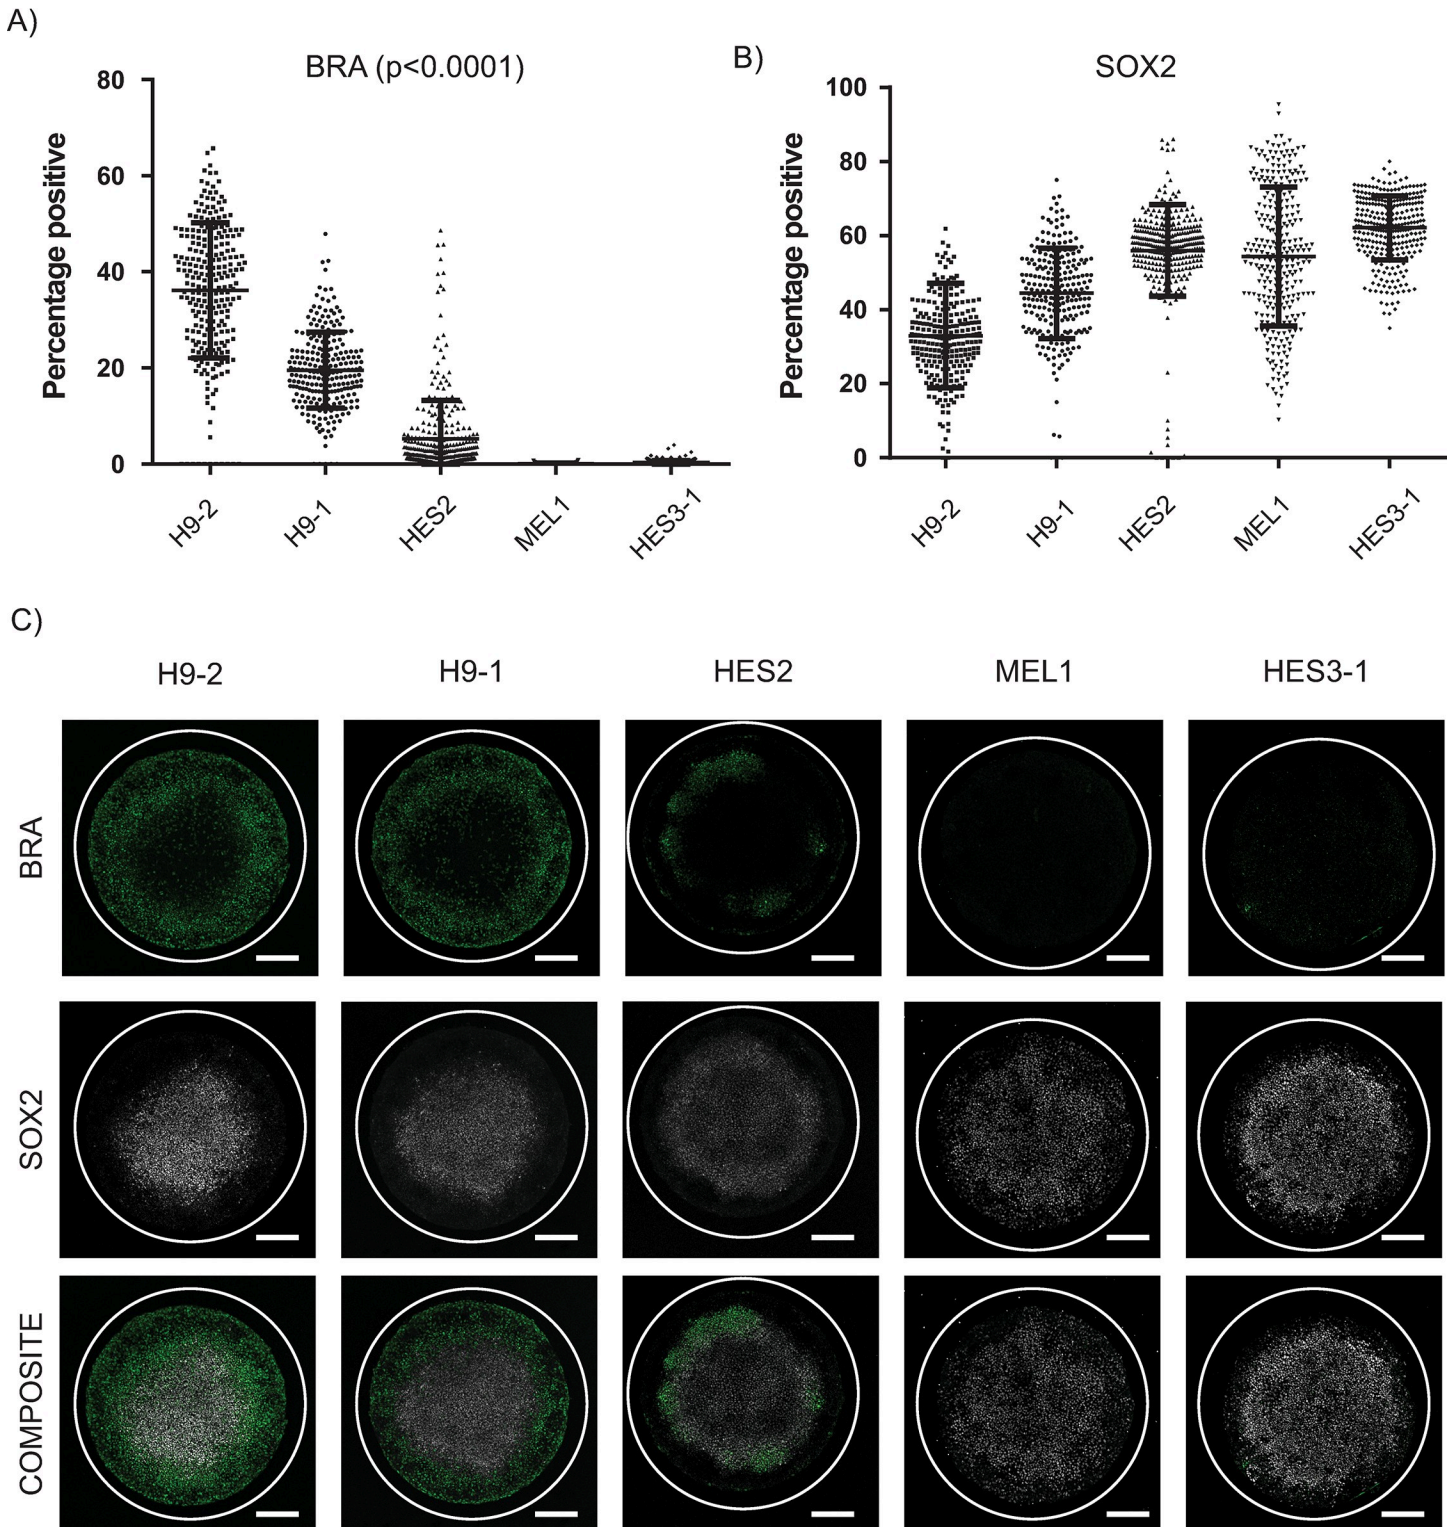 A)
BRA (p<0.0001)
Percentage positive
80
60
40
20
0
H9-2
H9-1
HES2
MEL1
HES3-1
B)
SOX2
Percentage positive
100
80
60
40
20
0
H9-2
H9-1
HES2
MEL1
HES3-1
C)
H9-2 H9-1 HES2 MEL1 HES3-1
BRA
SOX2
COMPOSITE